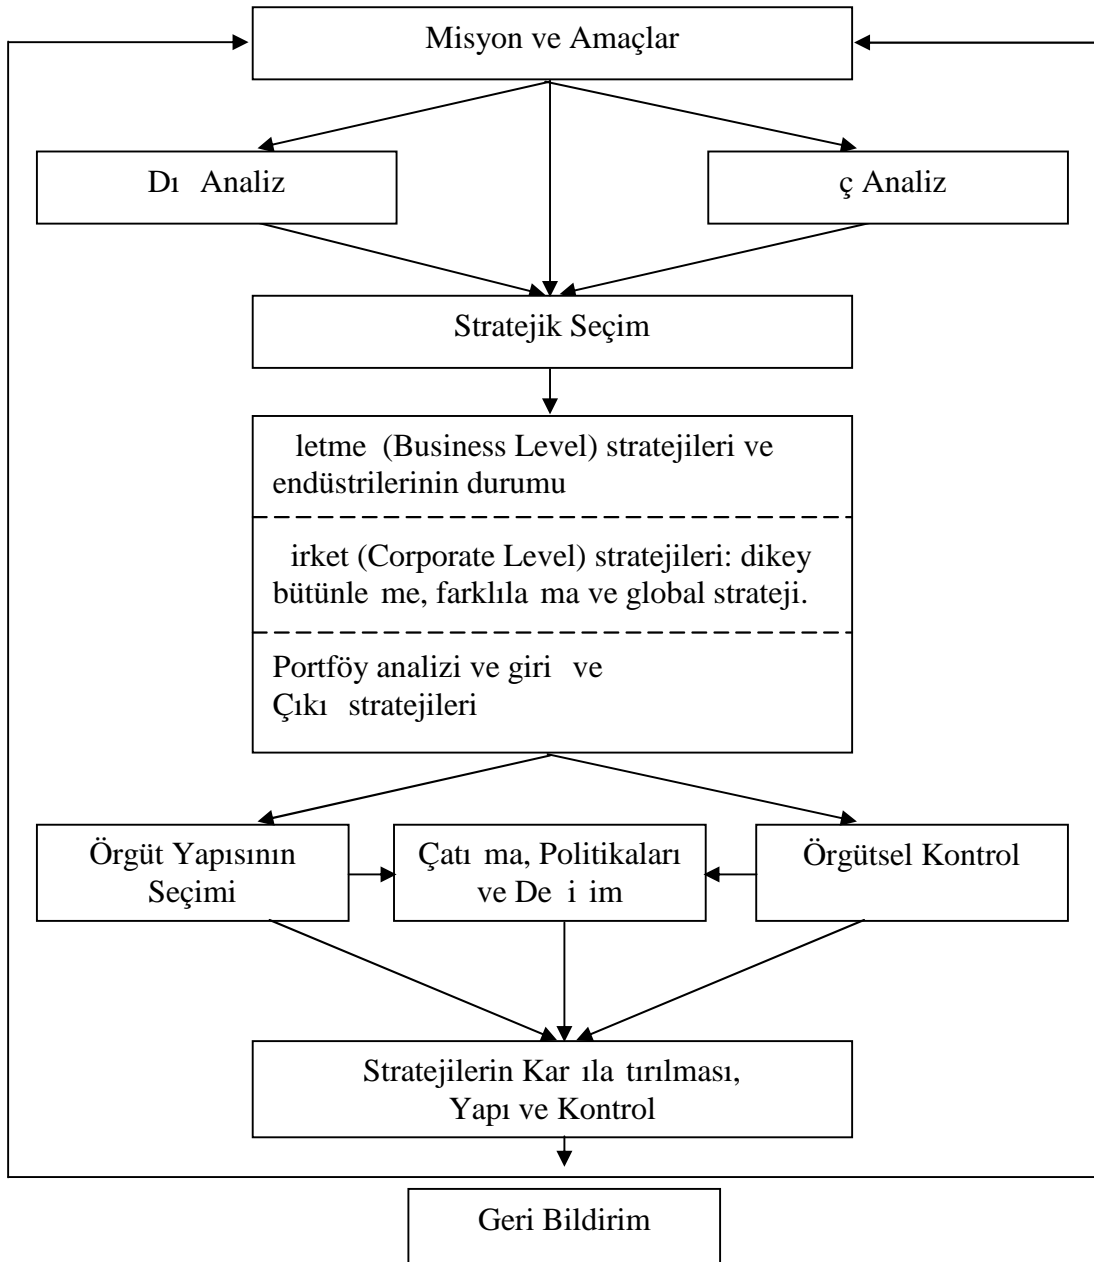 Misyon ve Amaçlar
Dı Analiz
ç Analiz
Stratejik Seçim
letme (Business Level) stratejileri ve
endüstrilerinin durumu
irket (Corporate Level) stratejileri: dikey
bütünle me, farklıla ma ve global strateji.
Portföy analizi ve giri ve
Çıkı stratejileri
Örgüt Yapısının
Seçimi
Çatı ma, Politikaları
ve De i im
Örgütsel Kontrol
Stratejilerin Kar ıla tırılması,
Yapı ve Kontrol
Geri Bildirim